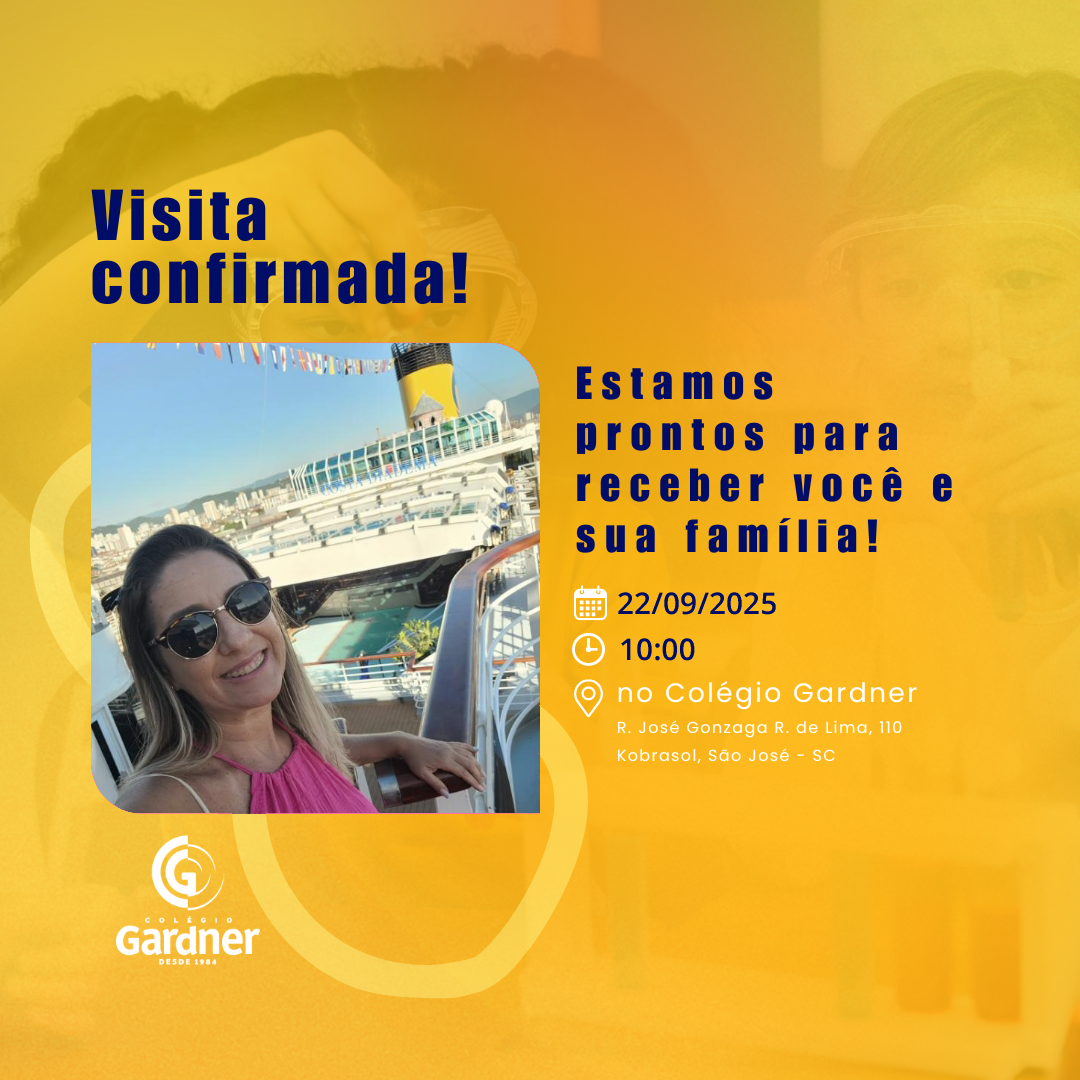 Visita
confirmada!
Estamos
prontos para
receber você e
sua família!
22/09/2025
10:00
no Colégio Gardner
R. José Gonzaga R. de Lima, 110
Kobrasol, São José - SC
COLÉGIO
Gardner
DESDE 1984